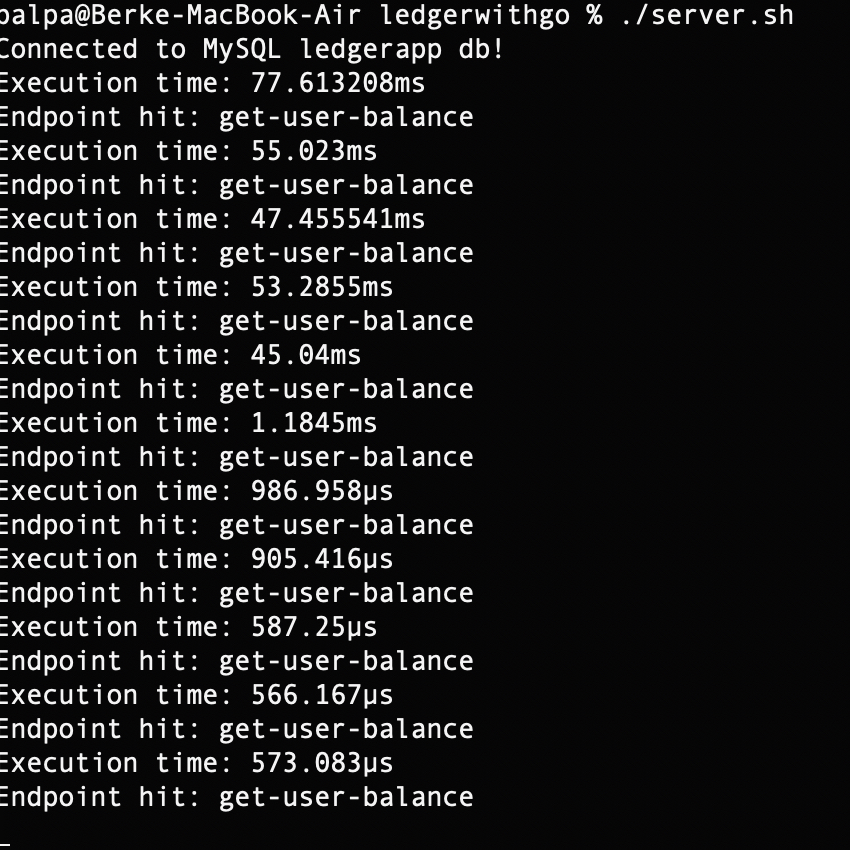 balpa@Berke-MacBook-Air ledgerwithgo % ./server.sh
Connected to MySQL ledgerapp db!
Execution time: 77.613208ms
Endpoint hit: get-user-balance
Execution time: 55.023ms
Endpoint hit: get-user-balance
Execution time: 47.455541ms
Endpoint hit: get-user-balance
Execution time: 53.2855ms
Endpoint hit: get-user-balance
Execution time: 45.04ms
Endpoint hit: get-user-balance
Execution time: 1.1845ms
Endpoint hit: get-user-balance
Execution time: 986.958µs
Endpoint hit: get-user-balance
Execution time: 905.416µs
Endpoint hit: get-user-balance
Execution time: 587.25µs
Endpoint hit: get-user-balance
Execution time: 566.167µs
Endpoint hit: get-user-balance
Execution time: 573.083µs
Endpoint hit: get-user-balance